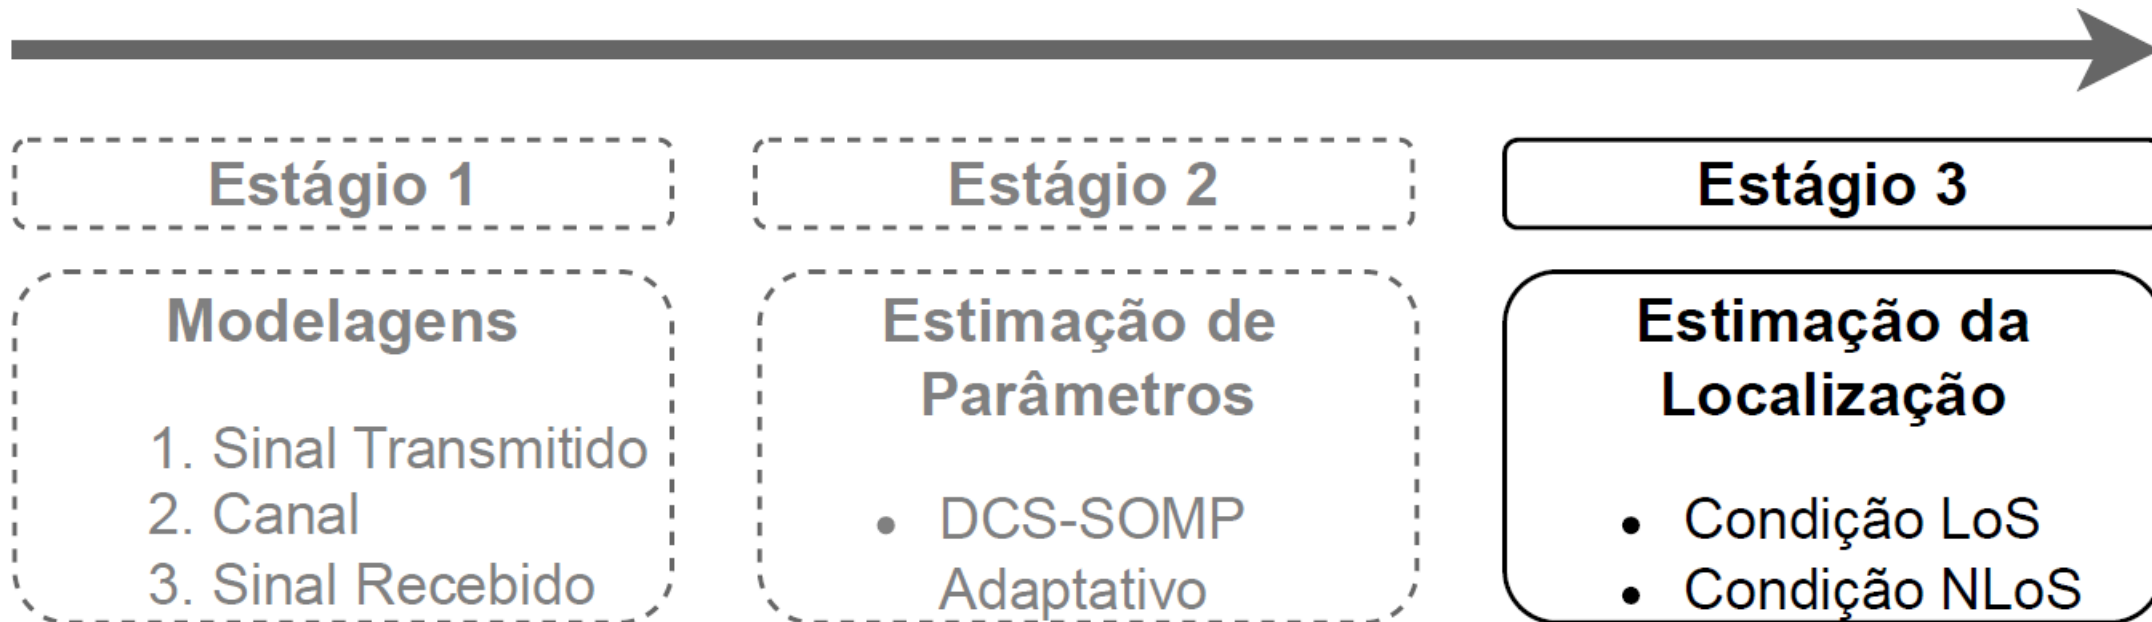 Estágio 1
Modelagens
1. Sinal Transmitido
2. Canal
3. Sinal Recebido
Estágio 2
Estimação de
Parâmetros
• DCS-SOMP
Adaptativo
Estágio 3
Estimação da
Localização
• Condição LoS
• Condição NLoS